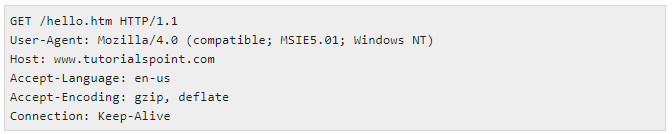 GET /hello.htm HTTP/1.1
User-Agent: Mozilla/4.0 (compatible; MSIE5.01; Windows NT)
Host: www.tutorialspoint.com
Accept-Language: en-us
Accept-Encoding: gzip, deflate
Connection: Keep-Alive